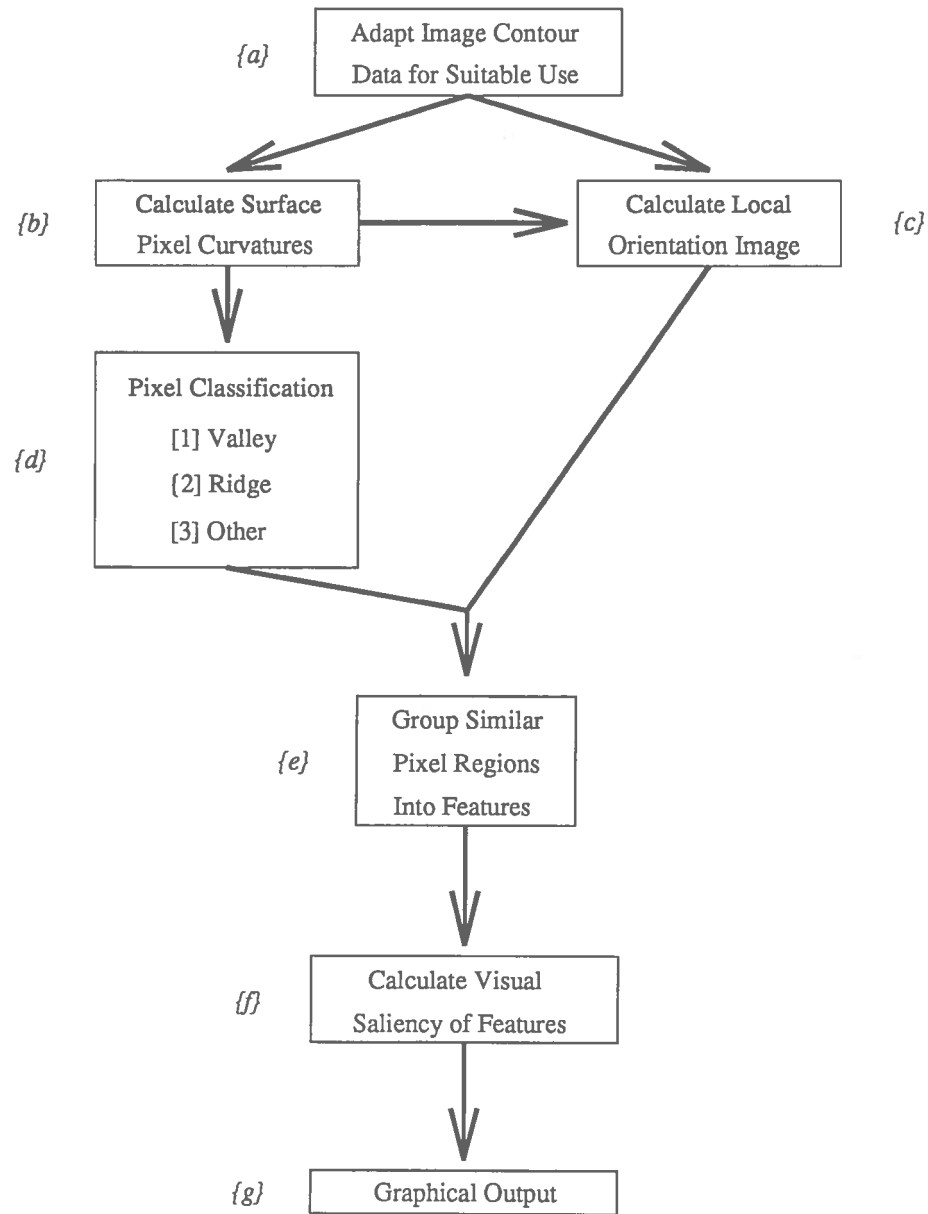 {a}
Adapt Image Contour
Data for Suitable Use
{b}
Calculate Surface
Pixel Curvatures
Calculate Local
Orientation Image
{c}
{d}
Pixel Classification
[1] Valley
{2] Ridge
[3] Other
{e}
Group Similar
Pixel Regions
Into Features
{f}
Calculate Visual
Saliency of Features
{g}
Graphical Output